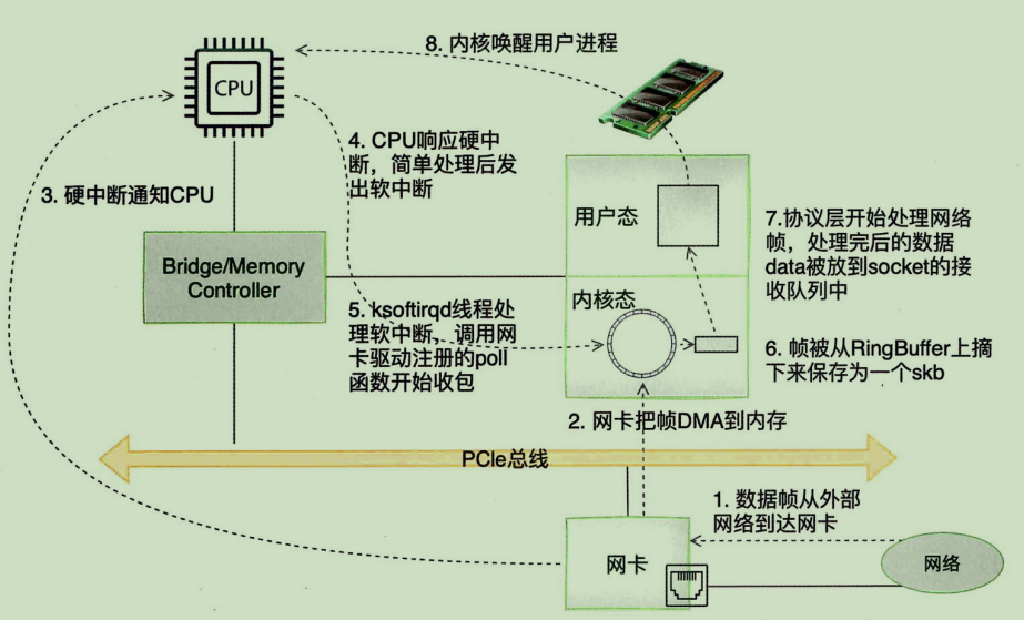 8. 内核唤醒用户进程
CPU
4. CPU响应硬中
断，简单处理后发
出软中断
3. 硬中断通知CPU
用户态
7.协议层开始处理网络
帧，处理完后的数据
data被放到socket的接
收队列中
Bridge/Memory
Controller
内核态
5. ksoftirqd线程处
理软中断，调用网
卡驱动注册的poll
函数开始收包
6. 帧被从RingBuffer上摘
下来保存为一个skb
2. 网卡把帧DMA到内存
PCIe总线
1. 数据帧从外部
网络到达网卡
网卡
网络